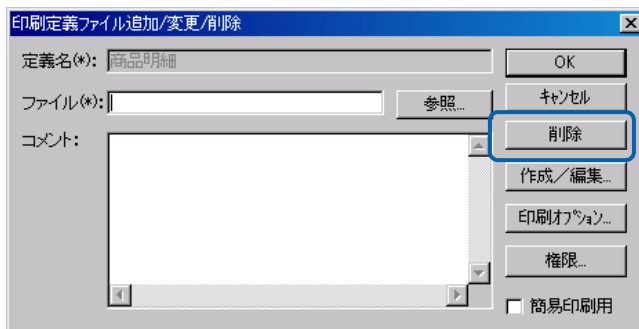 印刷定義ファイル追加/変更/削除
定義名(*): 商品明細
OK
ファイル(*):
参照...
キャンセル
コメント:
削除
作成／編集...
印刷オプション...
権限...
簡易印刷用